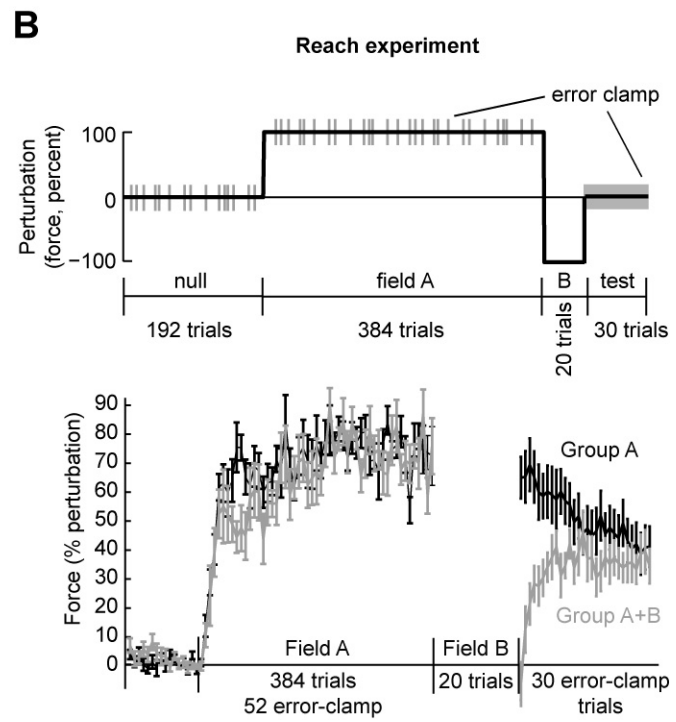 B
Reach experiment
error clamp
Perturbation
(force, percent)
100
0
−100
null
field A
B
test
192 trials
384 trials
20 trials
30 trials
Force (% perturbation)
90
80
70
60
50
40
30
20
10
0
Group A
Group A+B
Field A
Field B
384 trials
20 trials
30 error-clamp
52 error-clamp
trials